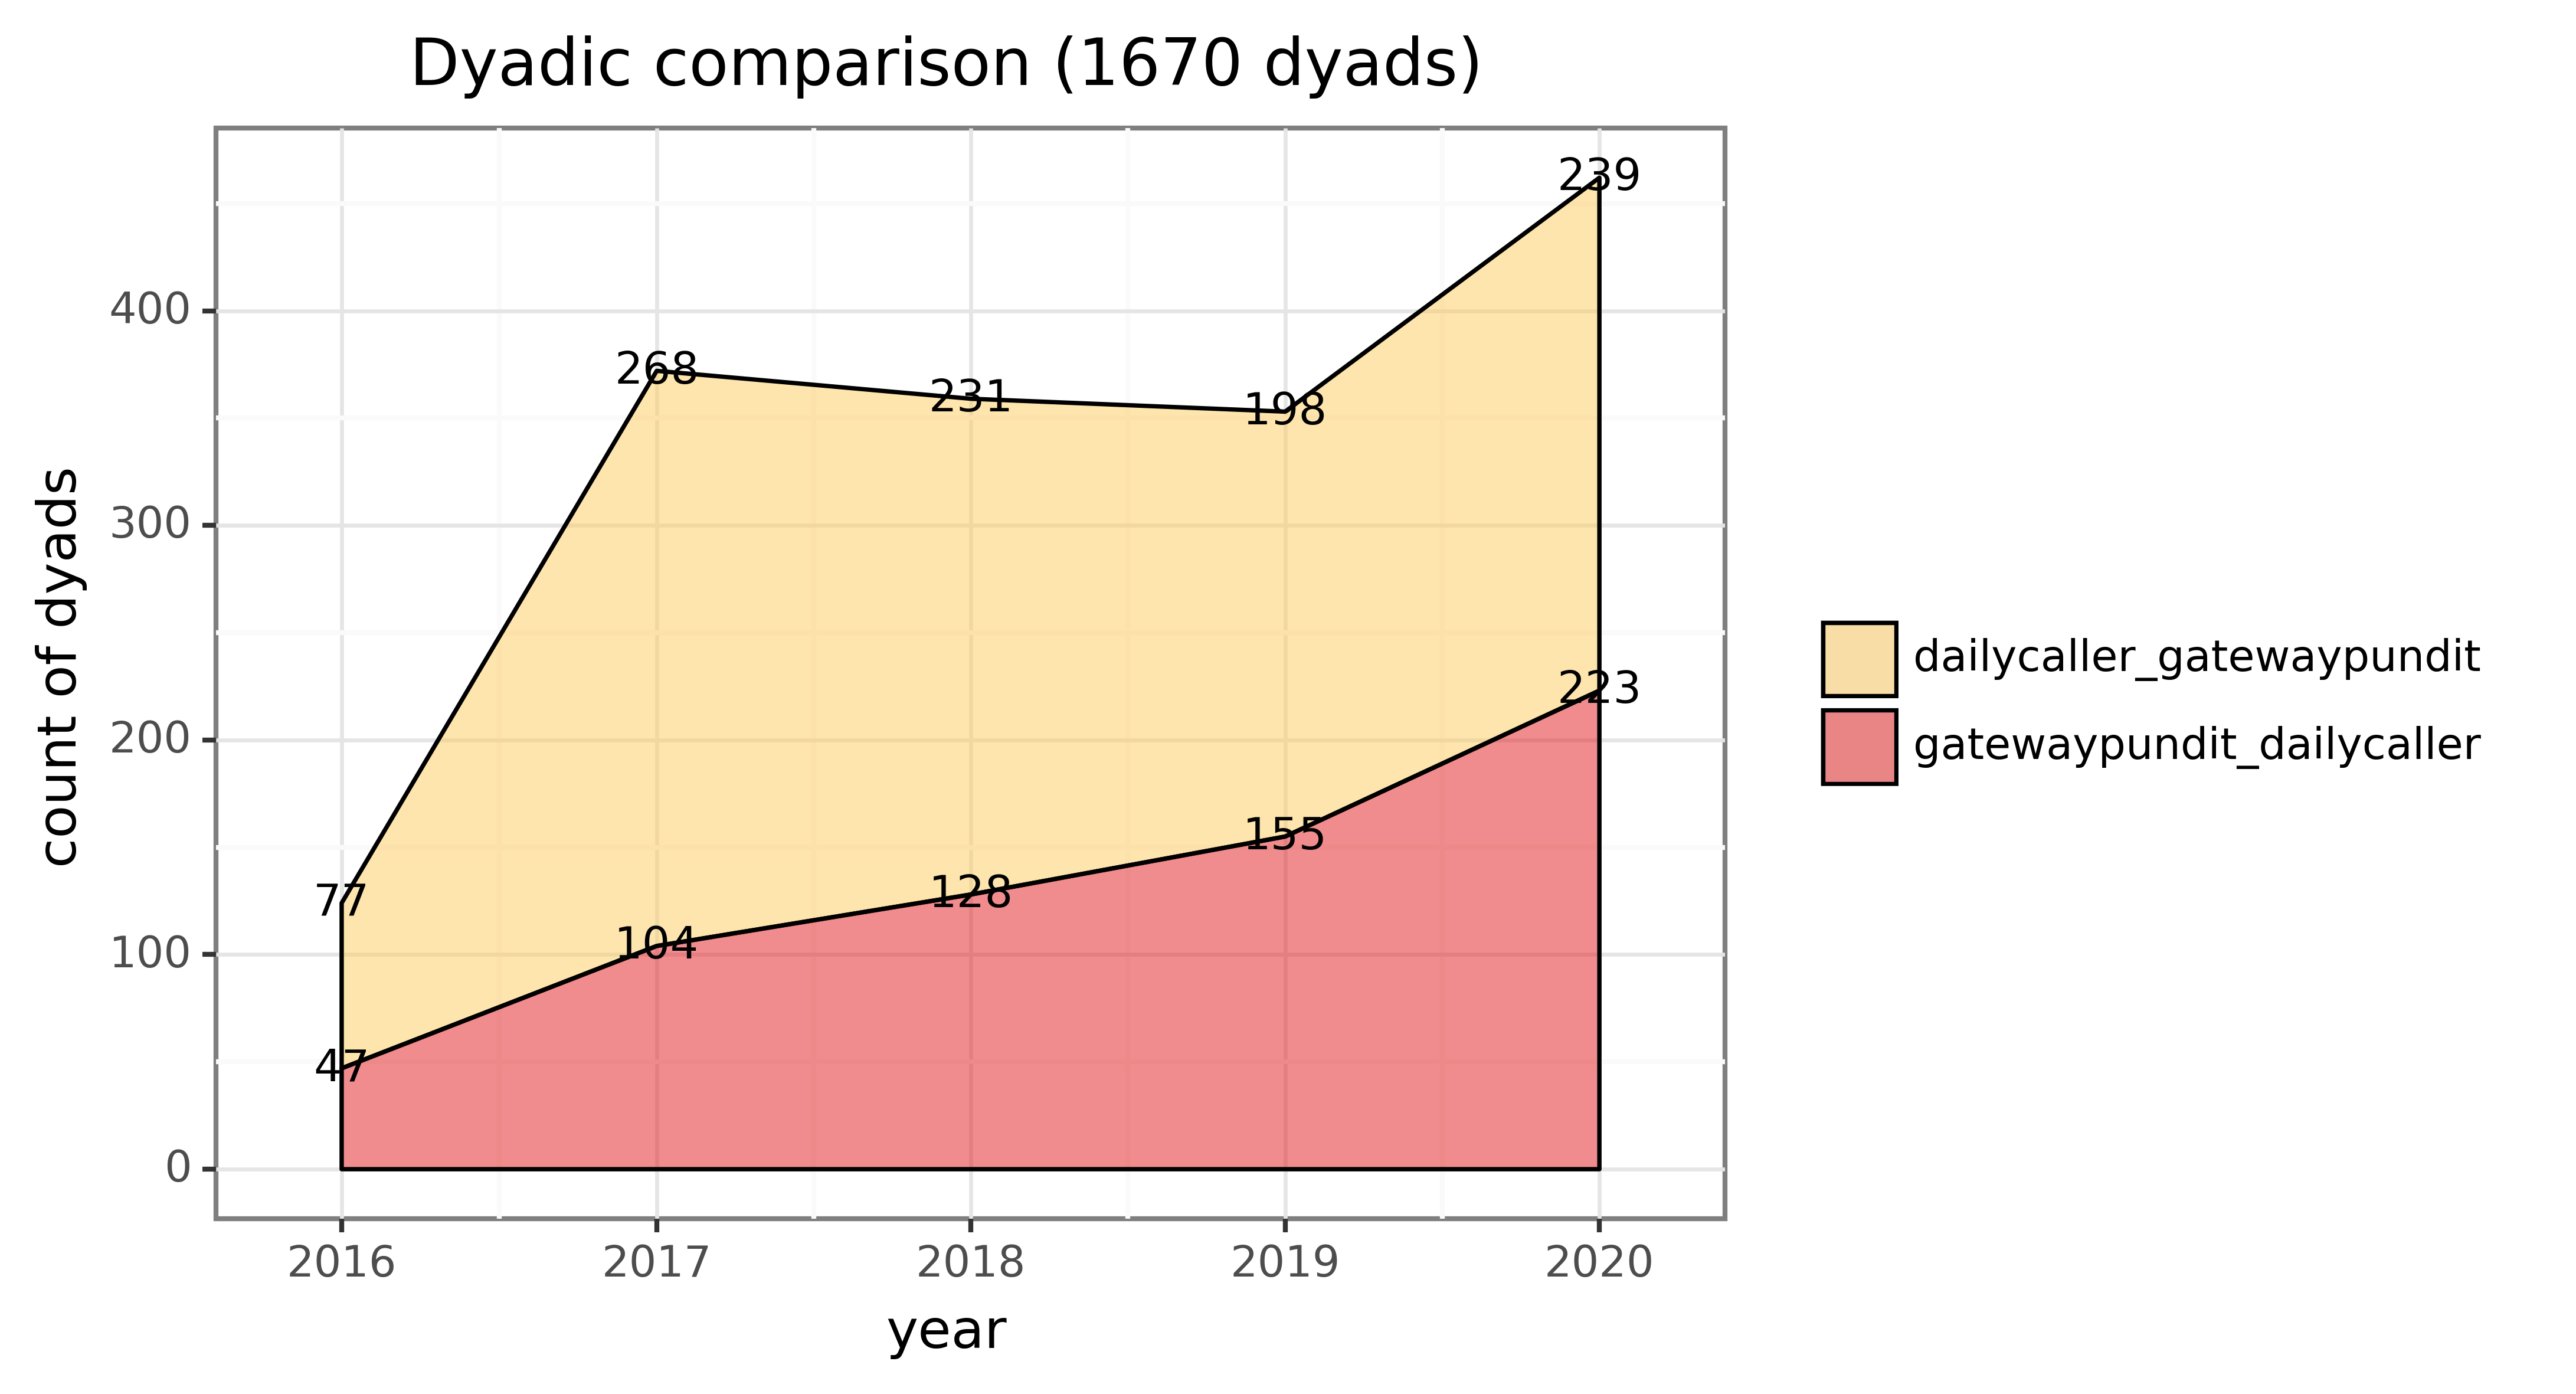 Dyadic comparison (1670 dyads)
count of dyads
400
300
200
100
0
239
268
231
198
223
155
128
104
77
47
2016 2017 2018 2019 2020
year
dailycaller_gatewaypundit
gatewaypundit_dailycaller